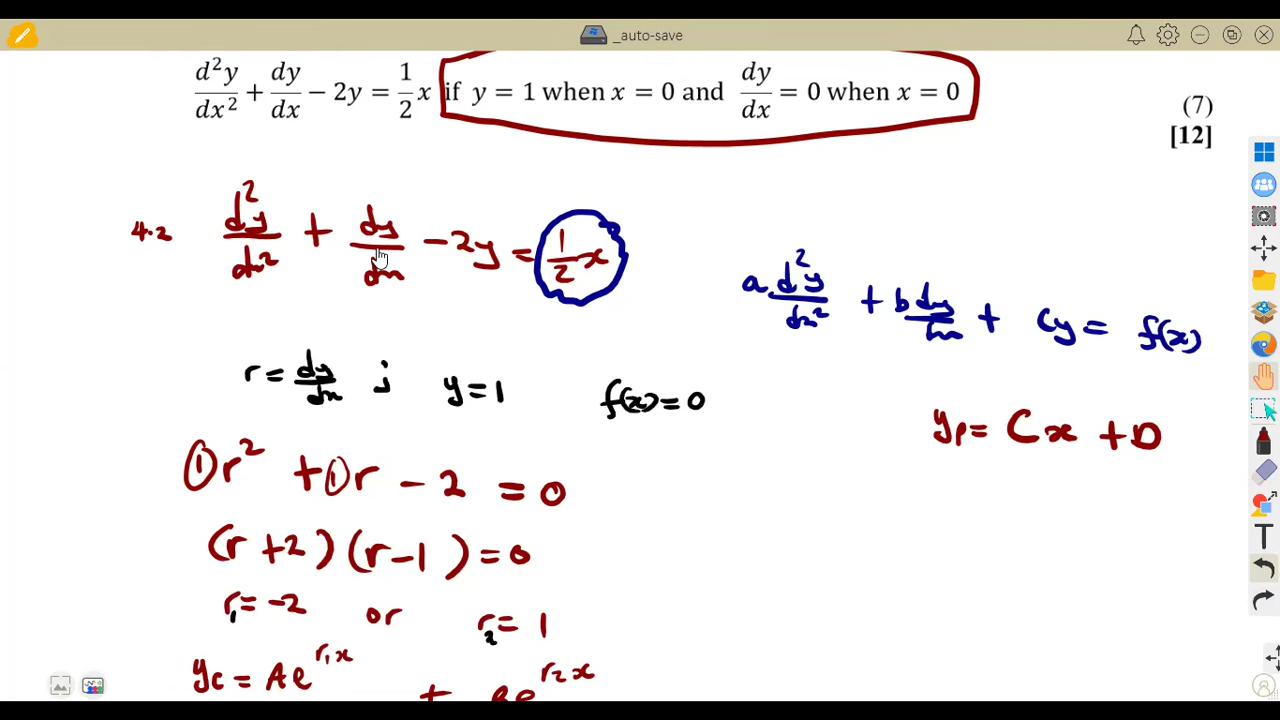 _auto-save
d²y/dx² + dy/dx − 2y = 1/2 x if y = 1 when x = 0 and dy/dx = 0 when x = 0
(7)
[12]
4.2 d²y/dx² + dy/dx − 2y = 1/2 x
a d²y/dx² + b dy/dx + Cy = f(x)
r = dy/dx ; y = 1 f(x) = 0
yp = Cx + D
①r² + ①r − 2 = 0
(r + 2)(r − 1) = 0
r₁ = −2 or r₂ = 1
yc = Ae^r₁x + Be^r₂x
T